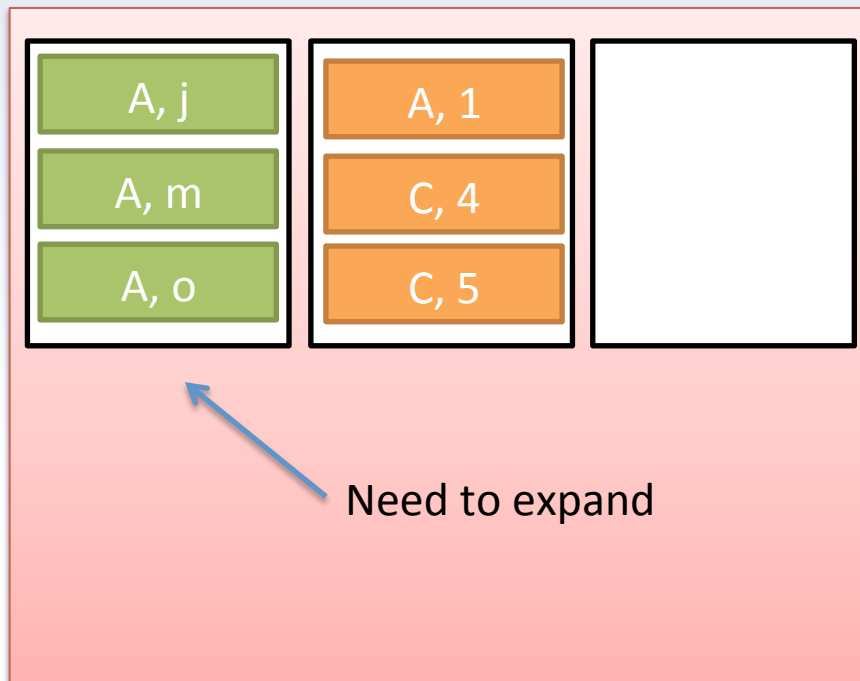 A, j
A, m
A, o
A, 1
C, 4
C, 5
Need to expand